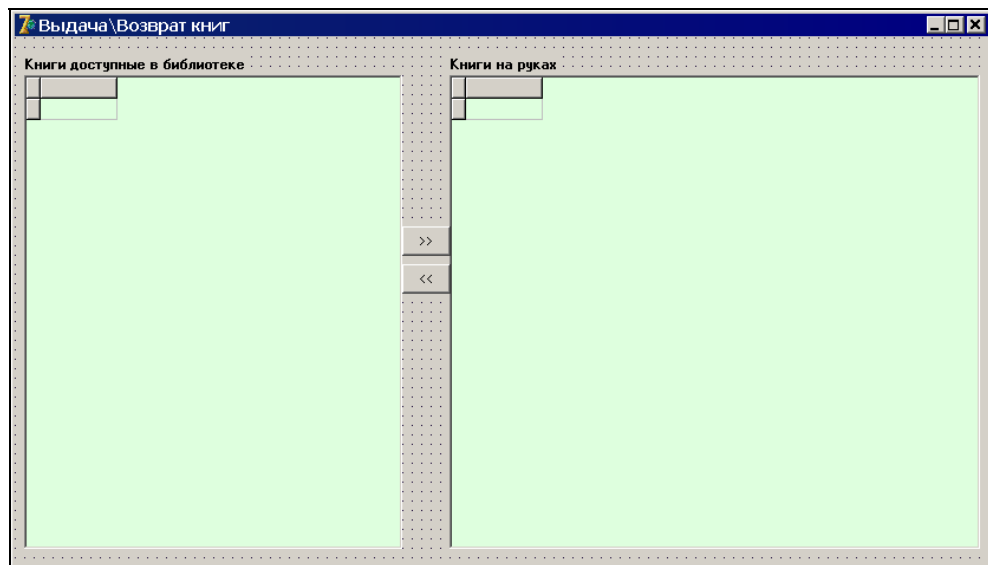 Выдача\Возврат книг
Книги доступные в библиотеке
Книги на руках
>>
<<